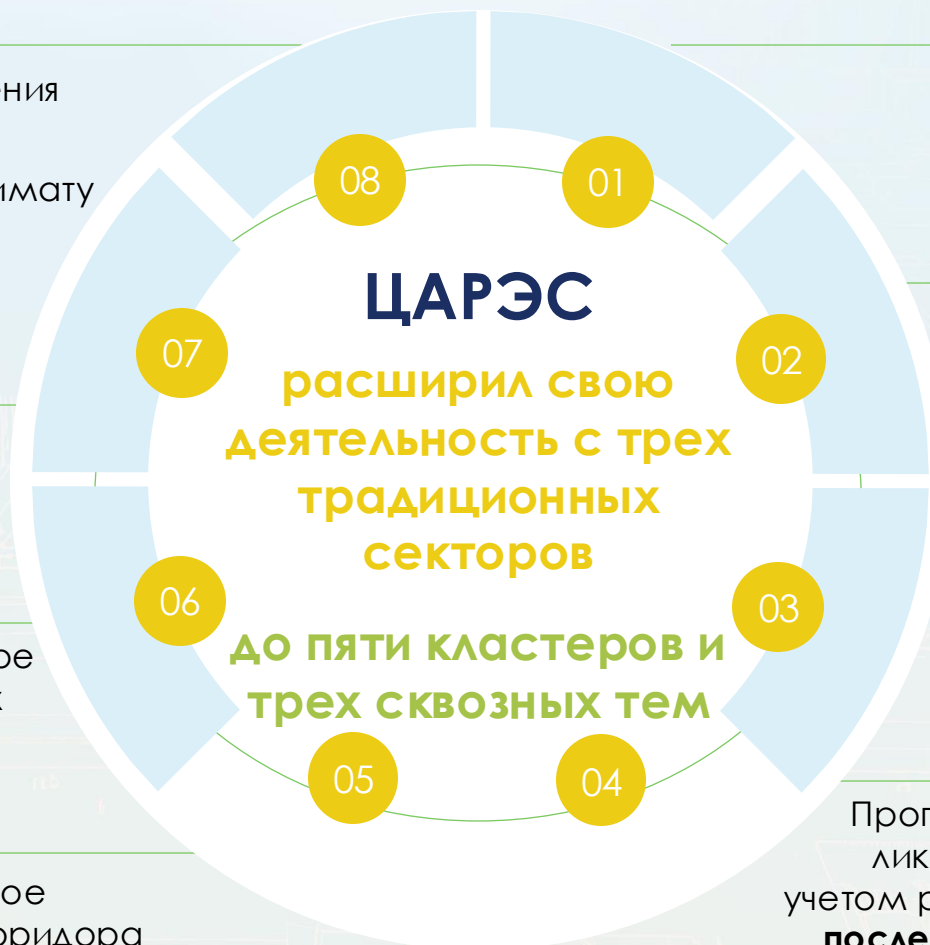 08
01
07
02
06
03
05
04
ЦАРЭС
расширил свою
деятельность с трех
традиционных
секторов
до пяти кластеров и
трех сквозных тем
учетом